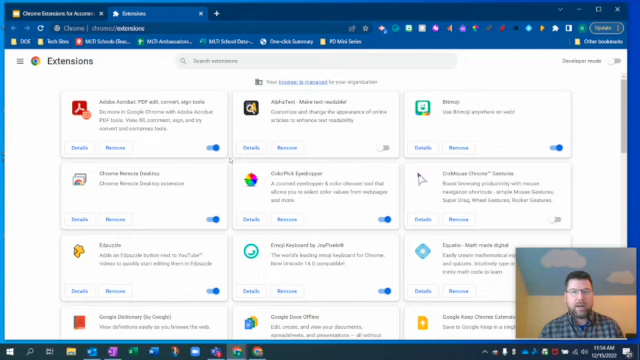 Chrome Extensions for Accomm
Extensions
Update
Chrome | chrome://extensions
DOE
Tech Sites
MLTI Schools (Teac
MLTI Ambassadors
MLTI School Data
One-click Summary
PD Mini Series
Other bookmarks
Extensions
Search extensions
Developer mode
Your browser is managed by your organization
Adobe Acrobat: PDF edit, convert, sign tools
Do more in Google Chrome with Adobe
Acrobat PDF tools. View, fill, comment, sign, try
convert and compress tools.
Details
Remove
AlphaText - Make text readable!
Customize and change the appearance of online
articles to enhance text readability
Details
Remove
Bitmoji
Use Bitmoji anywhere on web!
Details
Remove
Chrome Remote Desktop
Chrome Remote Desktop extension
Details
Remove
ColorPick Eyedropper
A zoomed eyedropper & color chooser tool that
allows you to select color values from webpages
and more.
Details
Remove
CrxMouse Chrome™ Gestures
Boost browsing productivity with mouse
navigation shortcuts - simple Mouse Gestures,
Super Drag, Wheel Gestures, Rocker Gestures.
Details
Remove
Edpuzzle
Adds an Edpuzzle button next to YouTube™
videos to quickly start editing them in Edpuzzle.
Details
Remove
Emoji Keyboard by JoyPixels®
The world's leading emoji keyboard for Chrome.
Now Unicode 14.0 compatible!
Details
Remove
Equatio - Math made digital
Easily create mathematical
and quizzes. Intuitively type
tricky math to
Details
Remove
Google Dictionary (by Google)
View definitions easily as you browse the web.
Google Docs Offline
Edit, create, and view your documents,
spreadsheets, and presentations — all without
Google Keep Chrome Extension
Save to Google Keep in a
11:54 AM
12/15/2022